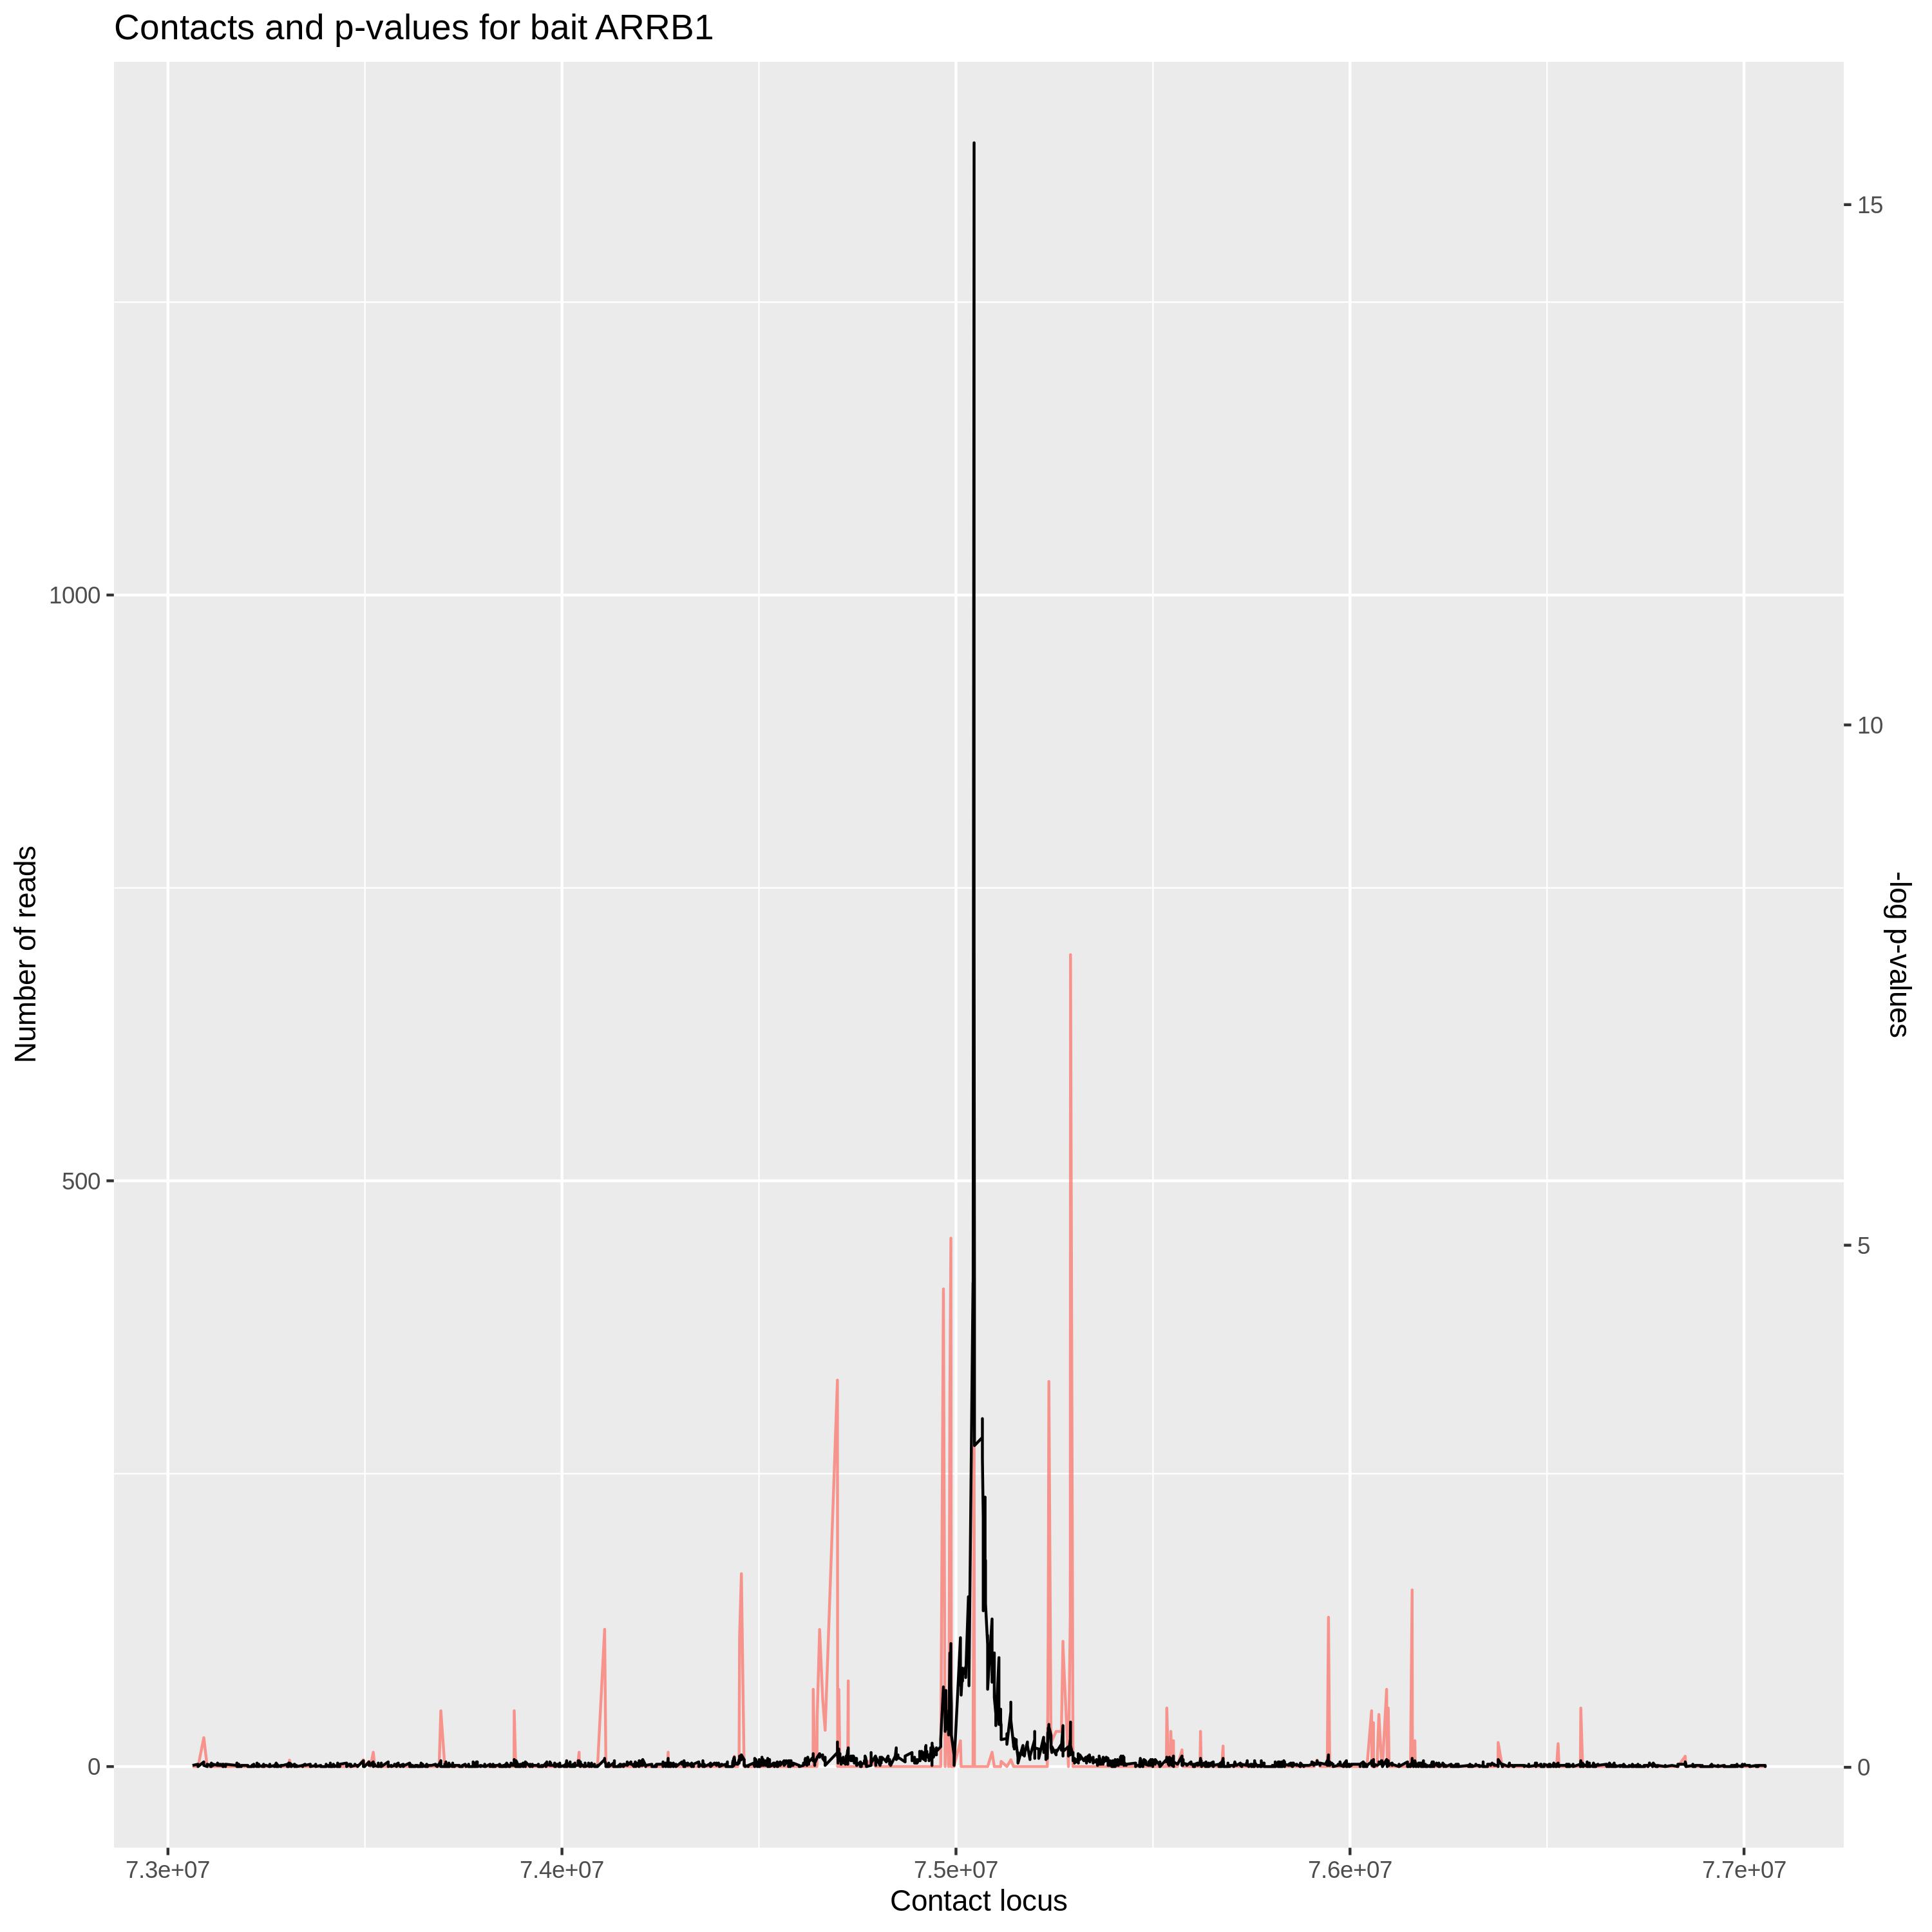 Contacts and p-values for bait ARRB1
Number of reads
1000
500
0
15
10
5
0
-log p-values
7.3e+07 7.4e+07 7.5e+07 7.6e+07 7.7e+07
Contact locus